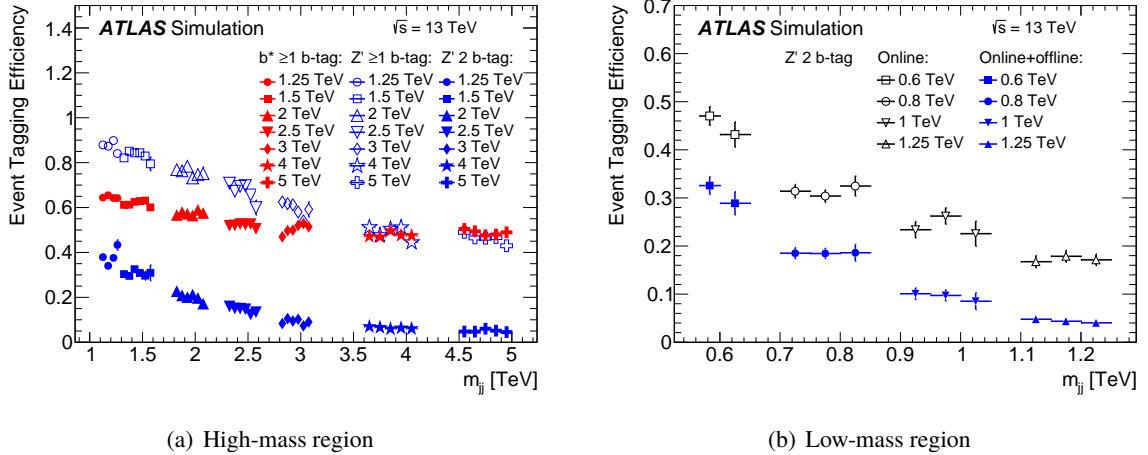 ATLAS Simulation
√s = 13 TeV
b* ≥1 b-tag: Z' ≥1 b-tag: Z' 2 b-tag:
1.25 TeV 1.25 TeV 1.25 TeV
1.5 TeV 1.5 TeV 1.5 TeV
2 TeV 2 TeV 2 TeV
2.5 TeV 2.5 TeV 2.5 TeV
3 TeV 3 TeV 3 TeV
4 TeV 4 TeV 4 TeV
5 TeV 5 TeV 5 TeV
Event Tagging Efficiency
1.4
1.2
1
0.8
0.6
0.4
0.2
0
1 1.5 2 2.5 3 3.5 4 4.5 5
m_jj [TeV]
(a) High-mass region
ATLAS Simulation
√s = 13 TeV
Z' 2 b-tag Online: Online+offline:
0.6 TeV 0.6 TeV
0.8 TeV 0.8 TeV
1 TeV 1 TeV
1.25 TeV 1.25 TeV
Event Tagging Efficiency
0.7
0.6
0.5
0.4
0.3
0.2
0.1
0
0.6 0.7 0.8 0.9 1 1.1 1.2
m_jj [TeV]
(b) Low-mass region